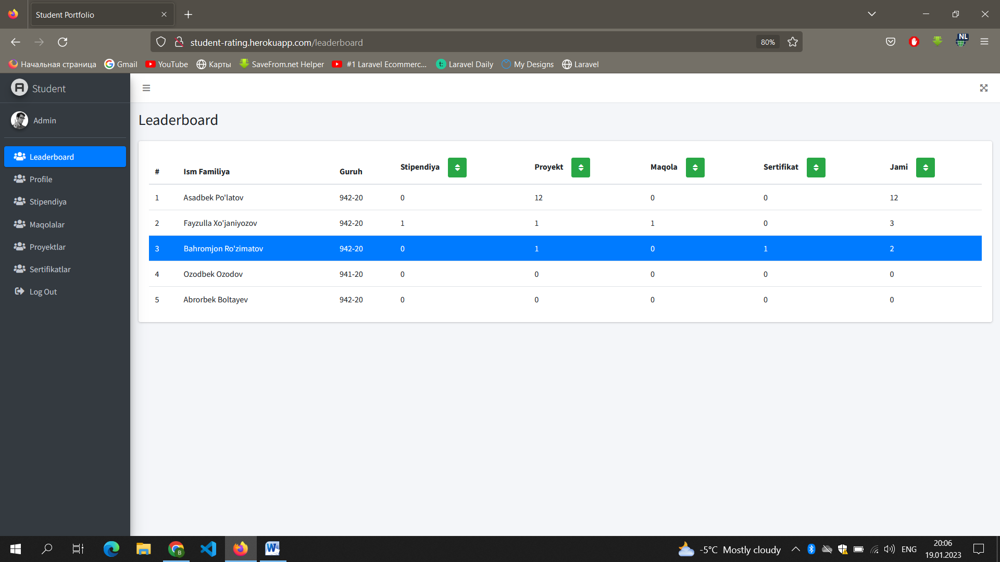 Student Portfolio
student-rating.herokuapp.com/leaderboard
80%
NL
Начальная страница Gmail YouTube Карты SaveFrom.net Helper #1 Laravel Ecommerc... Laravel Daily My Designs Laravel
Student
Admin
Leaderboard
Profile
Stipendiya
Maqolalar
Proyektlar
Sertifikatlar
Log Out
Leaderboard
# Ism Familiya Guruh Stipendiya Proyekt Maqola Sertifikat Jami
1 Asadbek Po'latov 942-20 0 12 0 0 12
2 Fayzulla Xo'janiyozov 942-20 1 1 1 0 3
3 Bahromjon Ro'zimatov 942-20 0 1 0 1 2
4 Ozodbek Ozodov 941-20 0 0 0 0 0
5 Abrorbek Boltayev 942-20 0 0 0 0 0
-5°C Mostly cloudy
ENG
20:06
19.01.2023